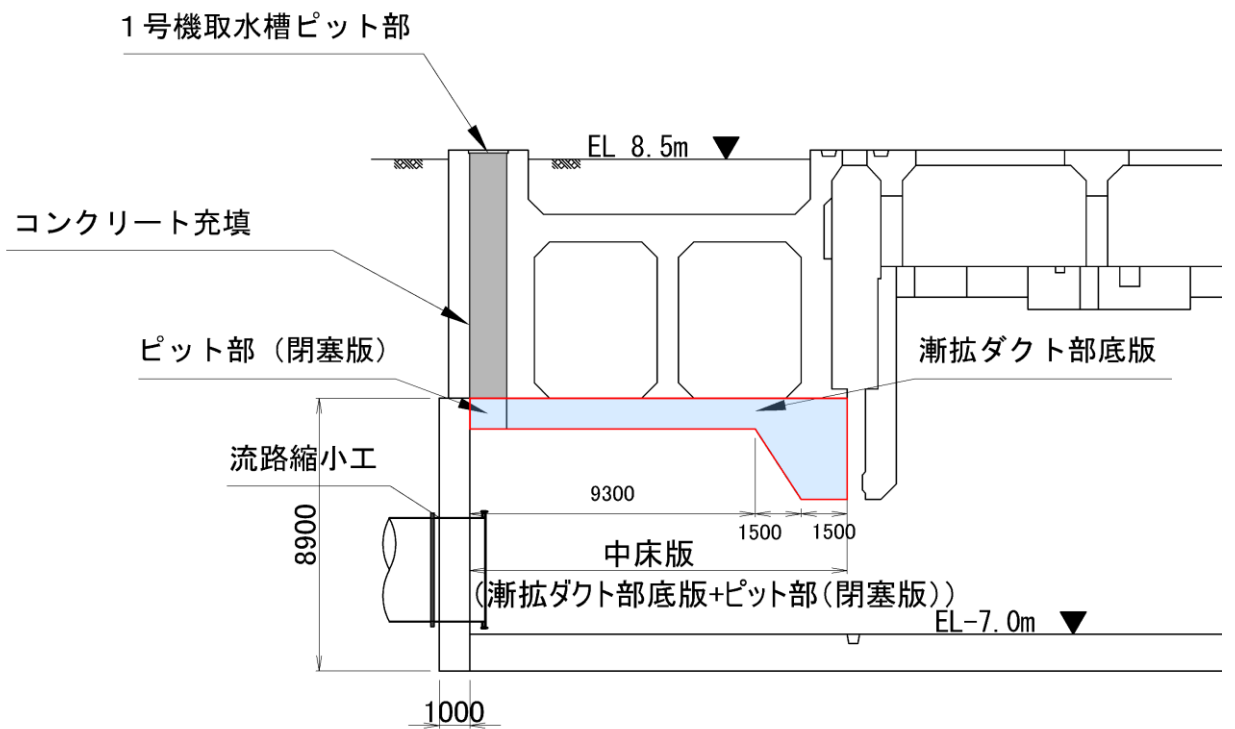 1号機取水槽ピット部
EL 8.5m
コンクリート充填
ピット部（閉塞版）
漸拡ダクト部底版
流路縮小工
8900
9300
1500
1500
中床版
（漸拡ダクト部底版+ピット部（閉塞版））
EL-7.0m
1000